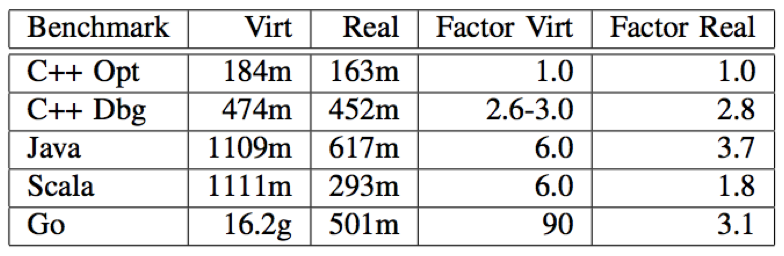 Benchmark Virt Real Factor Virt Factor Real
C++ Opt 184m 163m 1.0 1.0
C++ Dbg 474m 452m 2.6-3.0 2.8
Java 1109m 617m 6.0 3.7
Scala 1111m 293m 6.0 1.8
Go 16.2g 501m 90 3.1